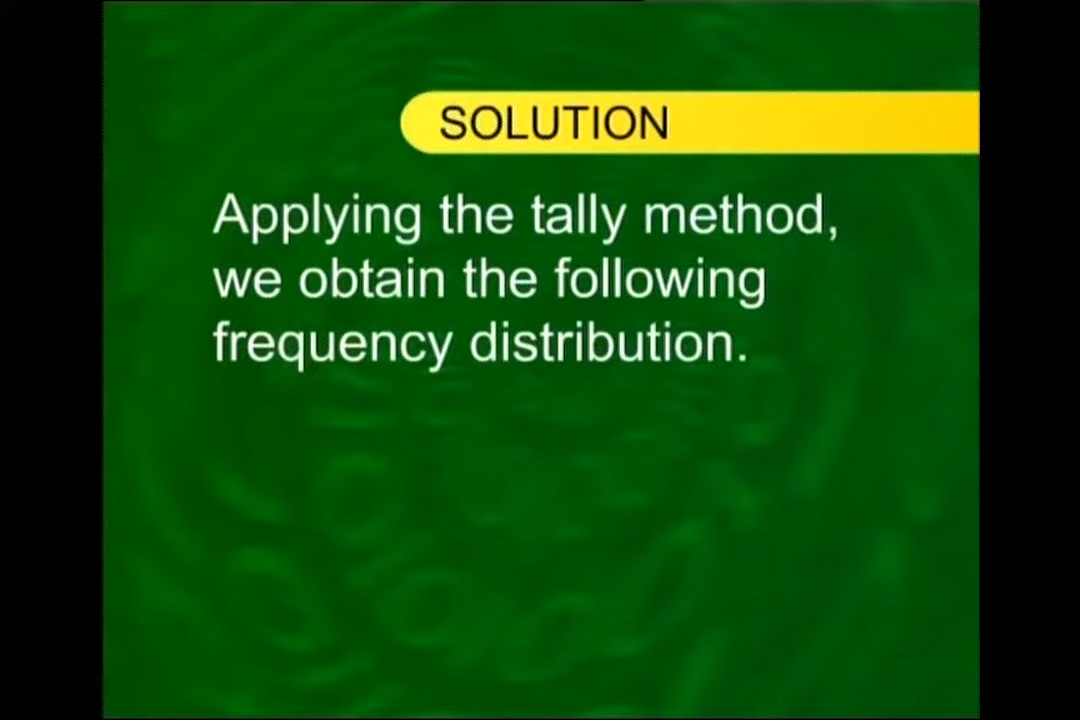 SOLUTION
Applying the tally method,
we obtain the following
frequency distribution.